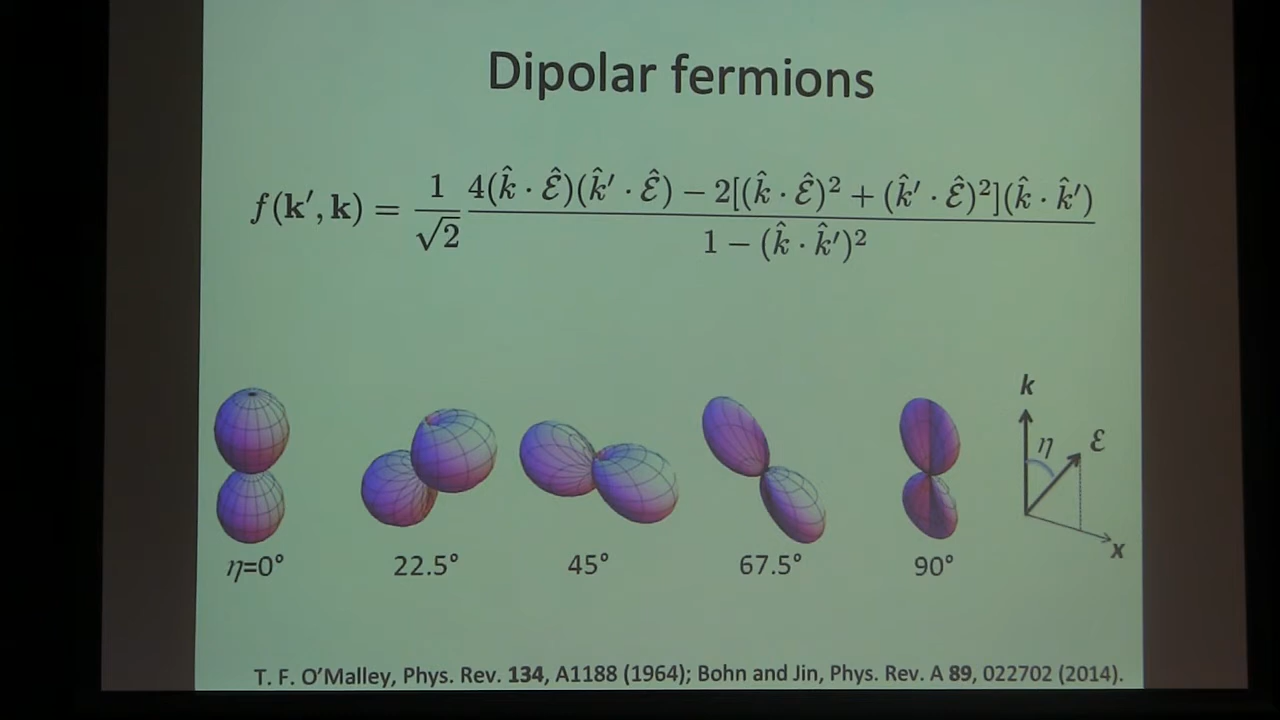 Dipolar fermions
f(k′, k) = 1/√2 4(k̂ · ℰ̂)(k̂′ · ℰ̂) − 2[(k̂ · ℰ̂)² + (k̂′ · ℰ̂)²](k̂ · k̂′) / 1 − (k̂ · k̂′)²
k
η
ℰ
x
η=0° 22.5° 45° 67.5° 90°
T. F. O’Malley, Phys. Rev. 134, A1188 (1964); Bohn and Jin, Phys. Rev. A 89, 022702 (2014).